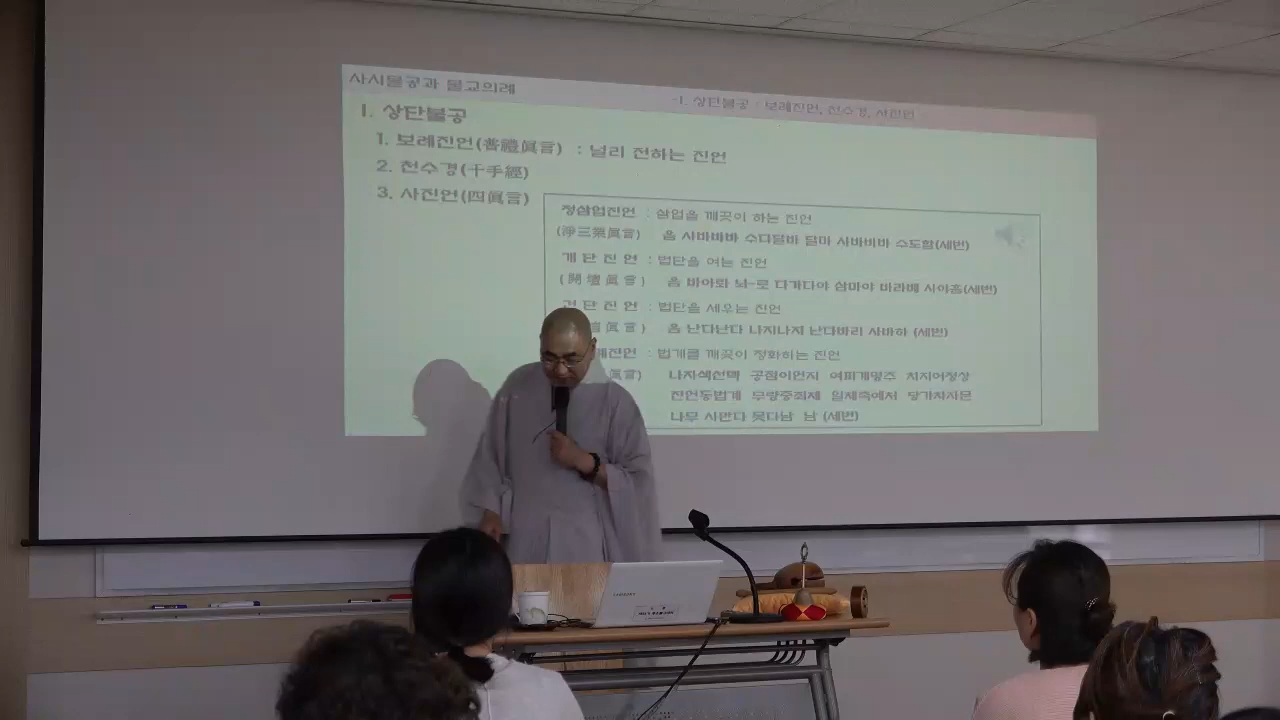 사시불공과 불교의례
-I. 상단불공 : 보례진언, 천수경, 사진언 -
I. 상단불공
1. 보례진언(普禮眞言) : 널리 전하는 진언
2. 천수경(千手經)
3. 사진언(四眞言)
정삼업진언 : 삼업을 깨끗이 하는 진언
(淨三業眞言) 옴 사바바바 수다살바 달마 사바바바 수도함(세번)
개 단 진 언 : 법단을 여는 진언
(開 壇 眞 言) 옴 바아라 뇌-로 다가다야 삼마야 바라베 사야훔(세번)
건 단 진 언 : 법단을 세우는 진언
眞 言) 옴 난다난다 나지나지 난다바리 사바하 (세번)
계진언 : 법계를 깨끗이 정화하는 진언
眞言) 나자색선백 공점이엄지 여피계명주 치지어정상
진언동법계 무량중죄제 일체촉예처 당가차자문
나무 사만다 못다남 남 (세번)
SAMSUNG